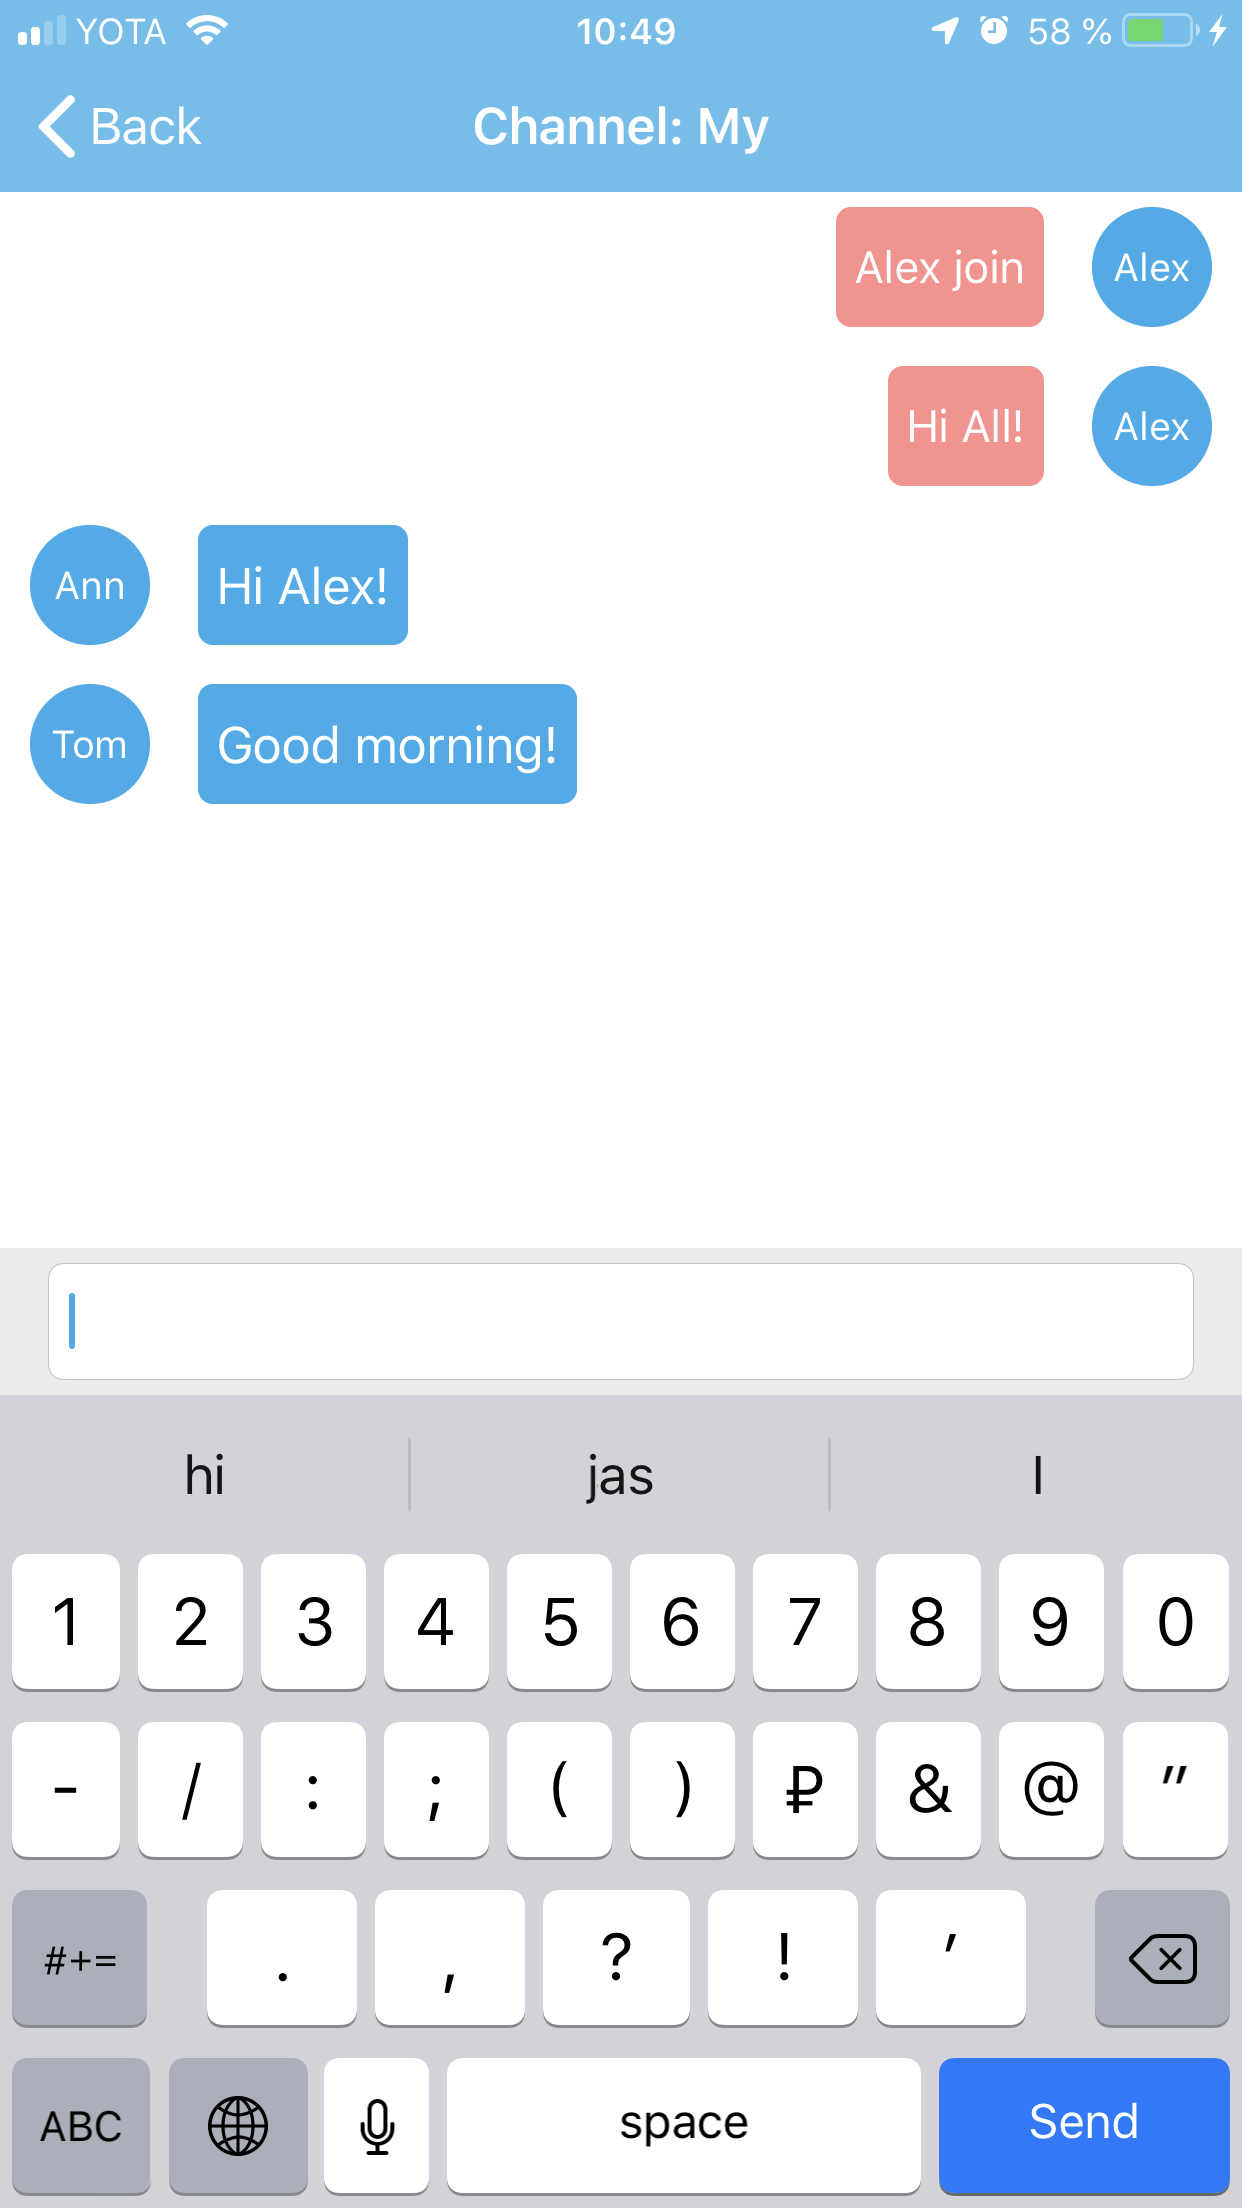 YOTA 10:49 58 %
Back Channel: My
Alex join Alex
Hi All! Alex
Ann Hi Alex!
Tom Good morning!
hi jas I
1 2 3 4 5 6 7 8 9 0
- / : ; ( ) ₽ & @ "
#+= . , ? ! '
ABC space Send